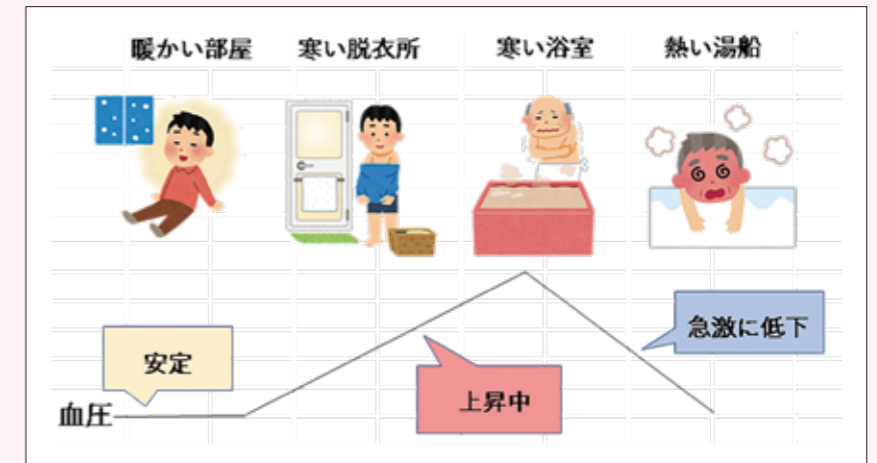 暖かい部屋
寒い脱衣所
寒い浴室
熱い湯船
急激に低下
安定
上昇中
血圧